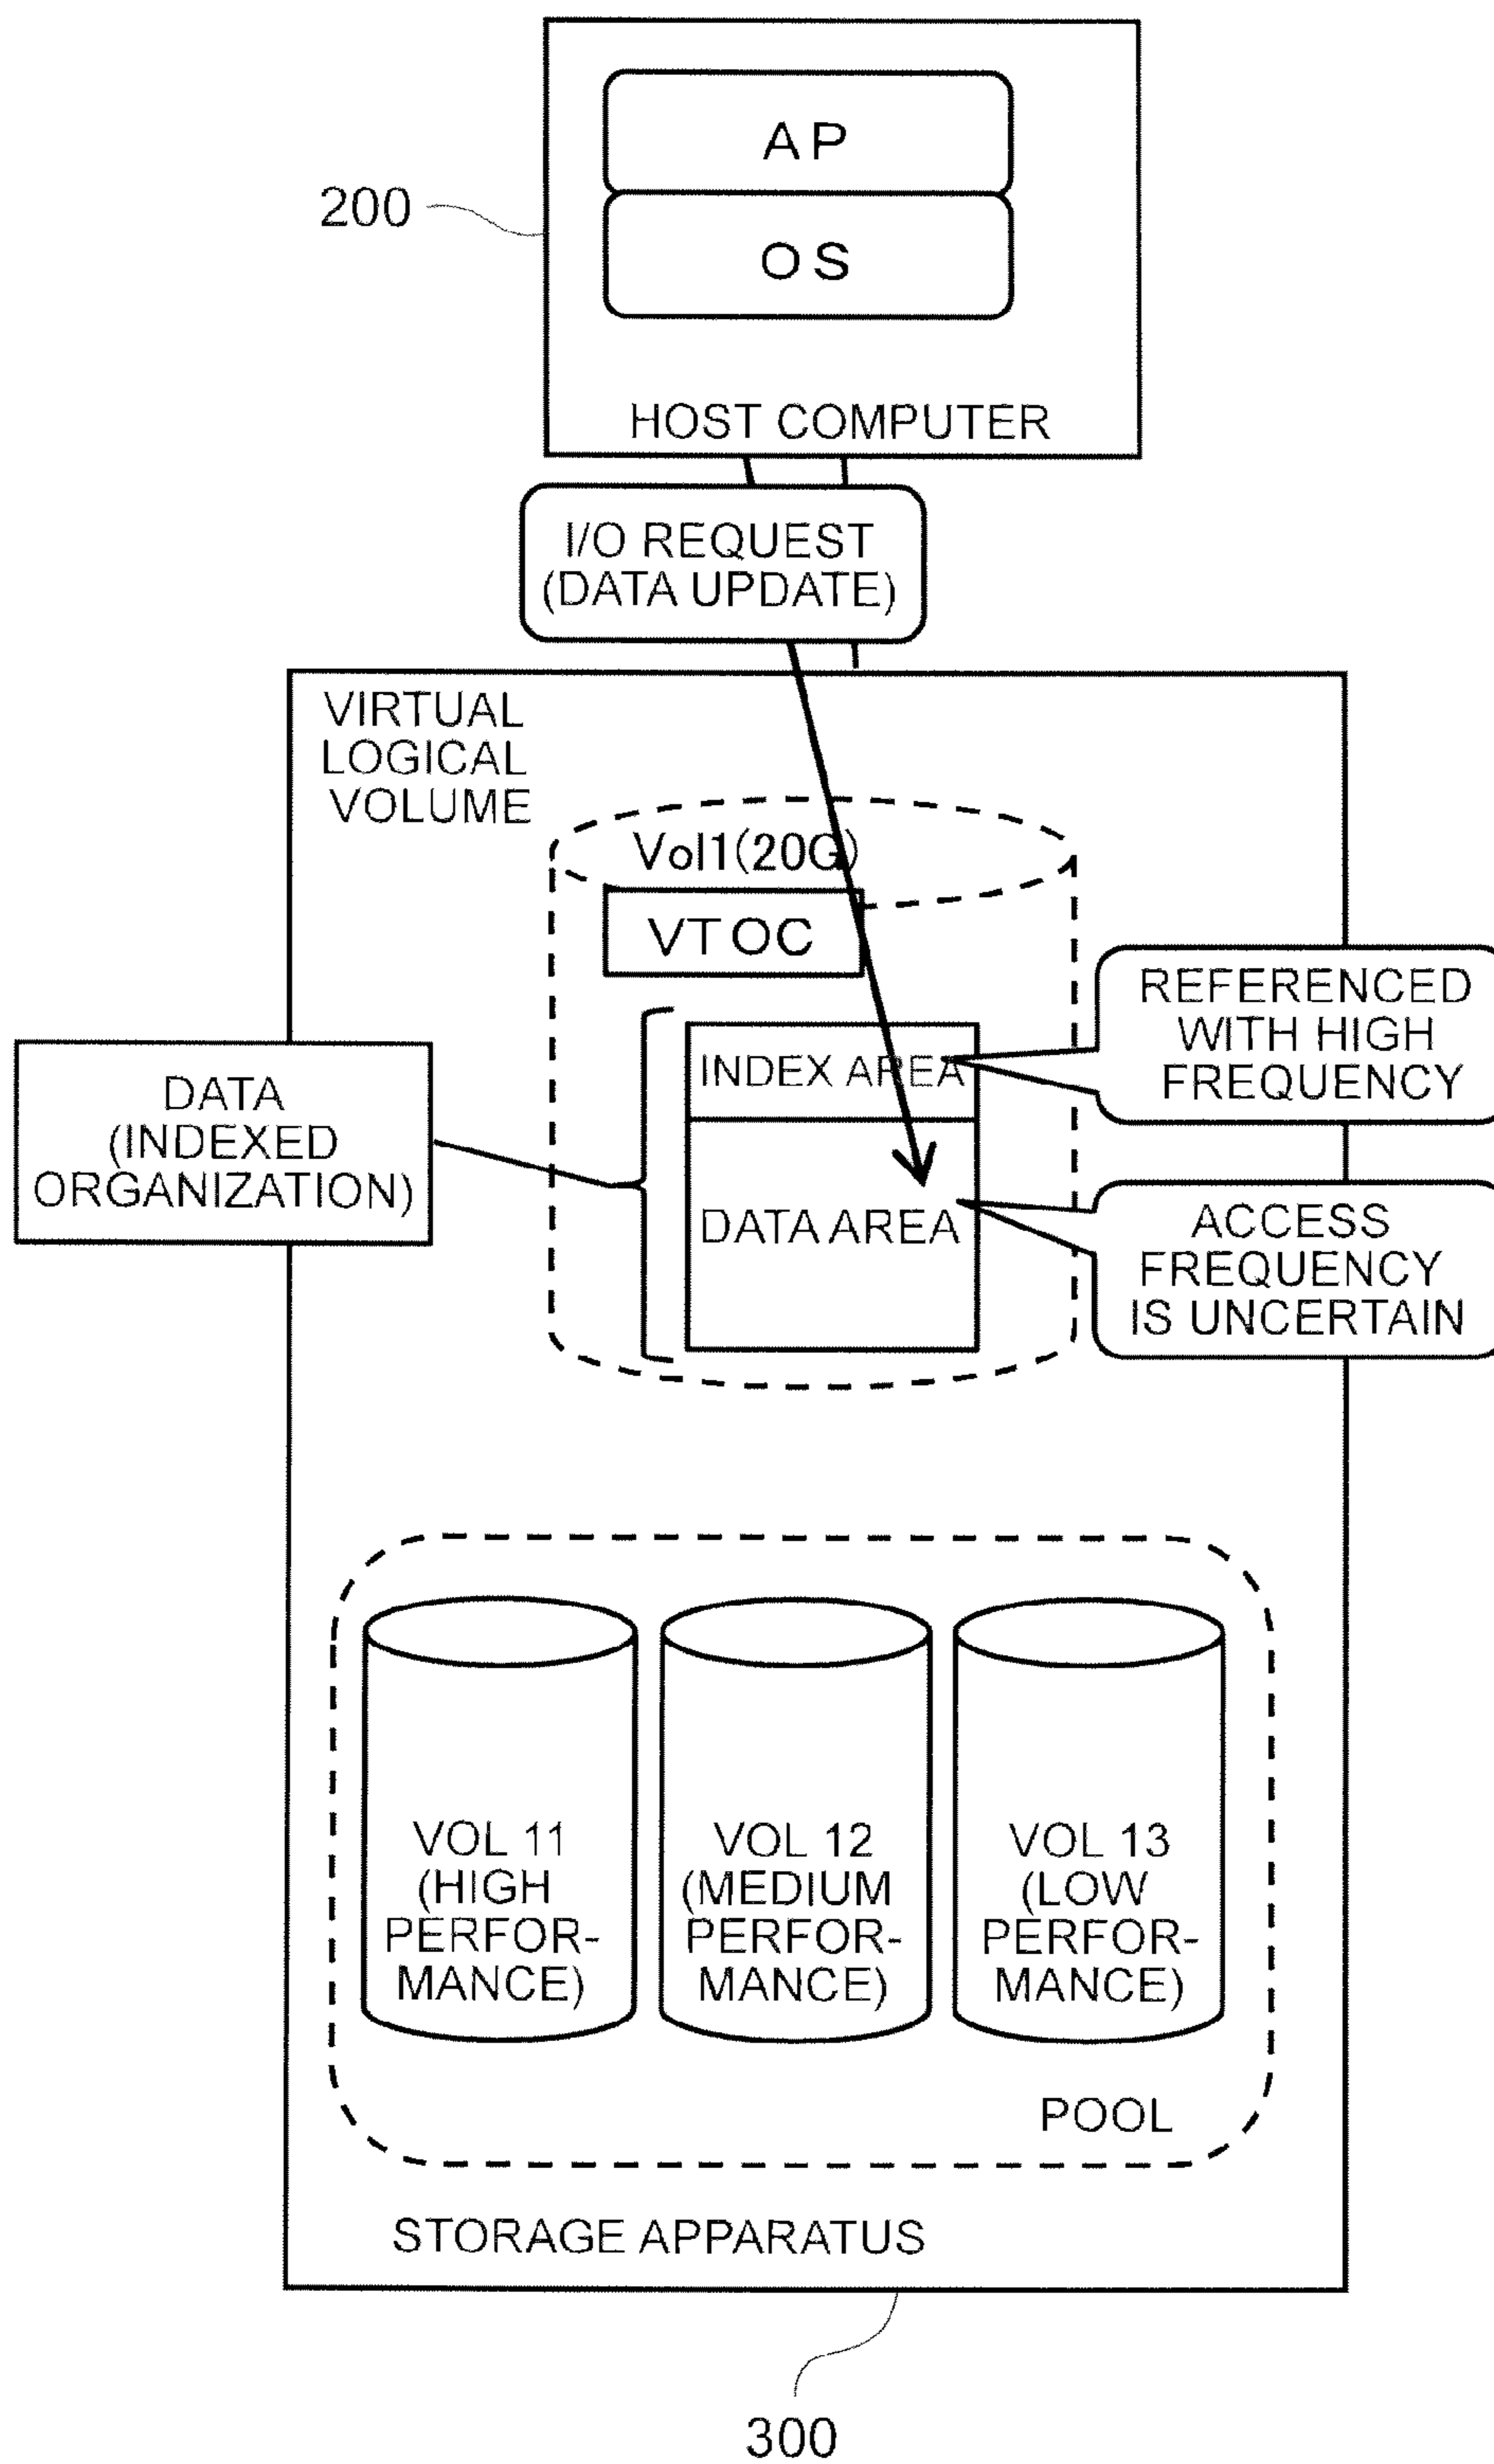 AP
200
OS
HOST COMPUTER
I/O REQUEST
(DATA UPDATE)
VIRTUAL
LOGICAL
VOLUME
Vol1(20G)
VTOC
REFERENCED
WITH HIGH
FREQUENCY
INDEX AREA
DATA
(INDEXED
ORGANIZATION)
DATA AREA
ACCESS
FREQUENCY
IS UNCERTAIN
VOL 11
(HIGH
PERFOR-
MANCE)
VOL 12
(MEDIUM
PERFOR-
MANCE)
VOL 13
(LOW
PERFOR-
MANCE)
POOL
STORAGE APPARATUS
300